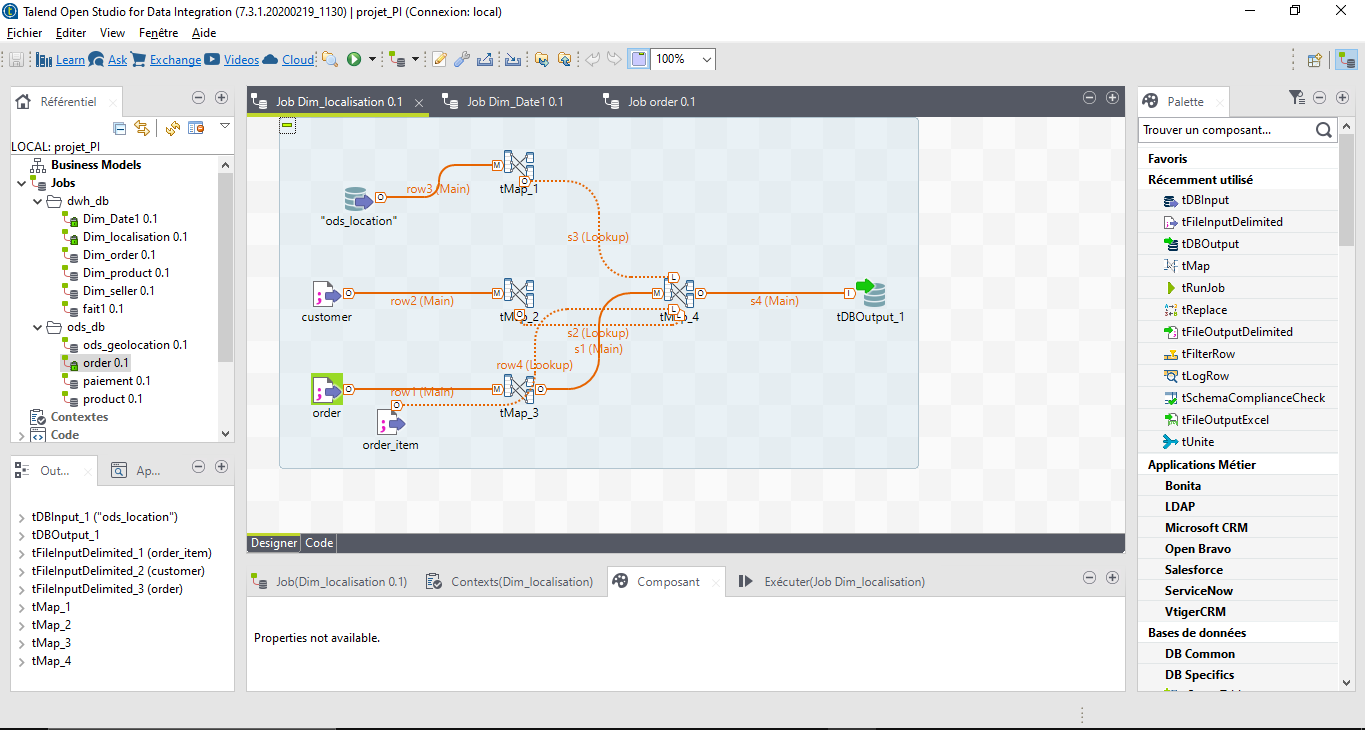 Talend Open Studio for Data Integration (7.3.1.20200219_1130) | projet_PI (Connexion: local)
Fichier Editer View Fenêtre Aide
Learn Ask Exchange Videos Cloud 100%
Référentiel
LOCAL: projet_PI
Business Models
Jobs
dwh_db
Dim_Date1 0.1
Dim_localisation 0.1
Dim_order 0.1
Dim_product 0.1
Dim_seller 0.1
fait1 0.1
ods_db
ods_geolocation 0.1
order 0.1
paiement 0.1
product 0.1
Contextes
Code
Out... Ap...
tDBInput_1 ("ods_location")
tDBOutput_1
tFileInputDelimited_1 (order_item)
tFileInputDelimited_2 (customer)
tFileInputDelimited_3 (order)
tMap_1
tMap_2
tMap_3
tMap_4
Job Dim_localisation 0.1 Job Dim_Date1 0.1 Job order 0.1
row3 (Main)
tMap_1
"ods_location"
s3 (Lookup)
row2 (Main)
s4 (Main)
customer
tMap_2
tMap_4
tDBOutput_1
s2 (Lookup)
s1 (Main)
row4 (Lookup)
row1 (Main)
order
tMap_3
order_item
Designer Code
Job(Dim_localisation 0.1) Contexts(Dim_localisation) Composant Exécuter(Job Dim_localisation)
Properties not available.
Palette
Trouver un composant...
Favoris
Récemment utilisé
tDBInput
tFileInputDelimited
tDBOutput
tMap
tRunJob
tReplace
tFileOutputDelimited
tFilterRow
tLogRow
tSchemaComplianceCheck
tFileOutputExcel
tUnite
Applications Métier
Bonita
LDAP
Microsoft CRM
Open Bravo
Salesforce
ServiceNow
VtigerCRM
Bases de données
DB Common
DB Specifics